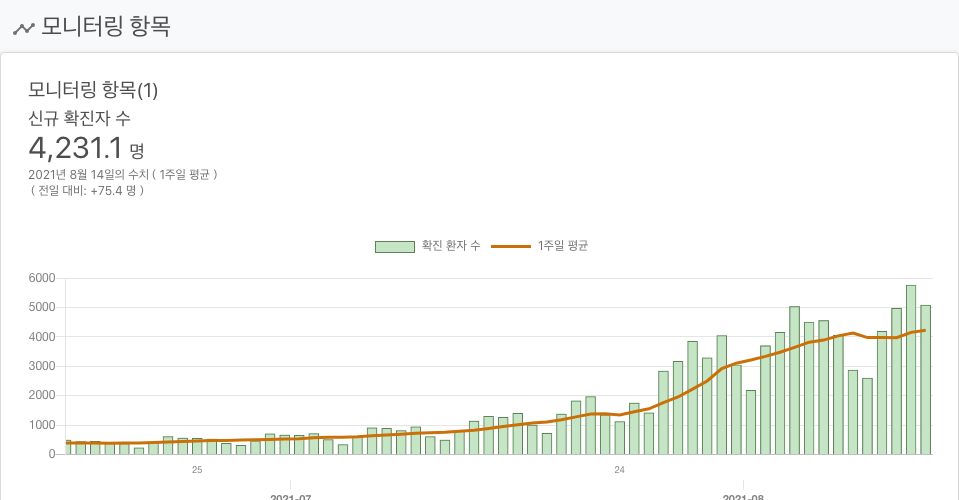 모니터링 항목
모니터링 항목(1)
신규 확진자 수
4,231.1 명
2021년 8월 14일의 수치 ( 1주일 평균 )
( 전일 대비: +75.4 명 )
확진 환자 수 1주일 평균
6000
5000
4000
3000
2000
1000
0
25 24
2021-07 2021-08